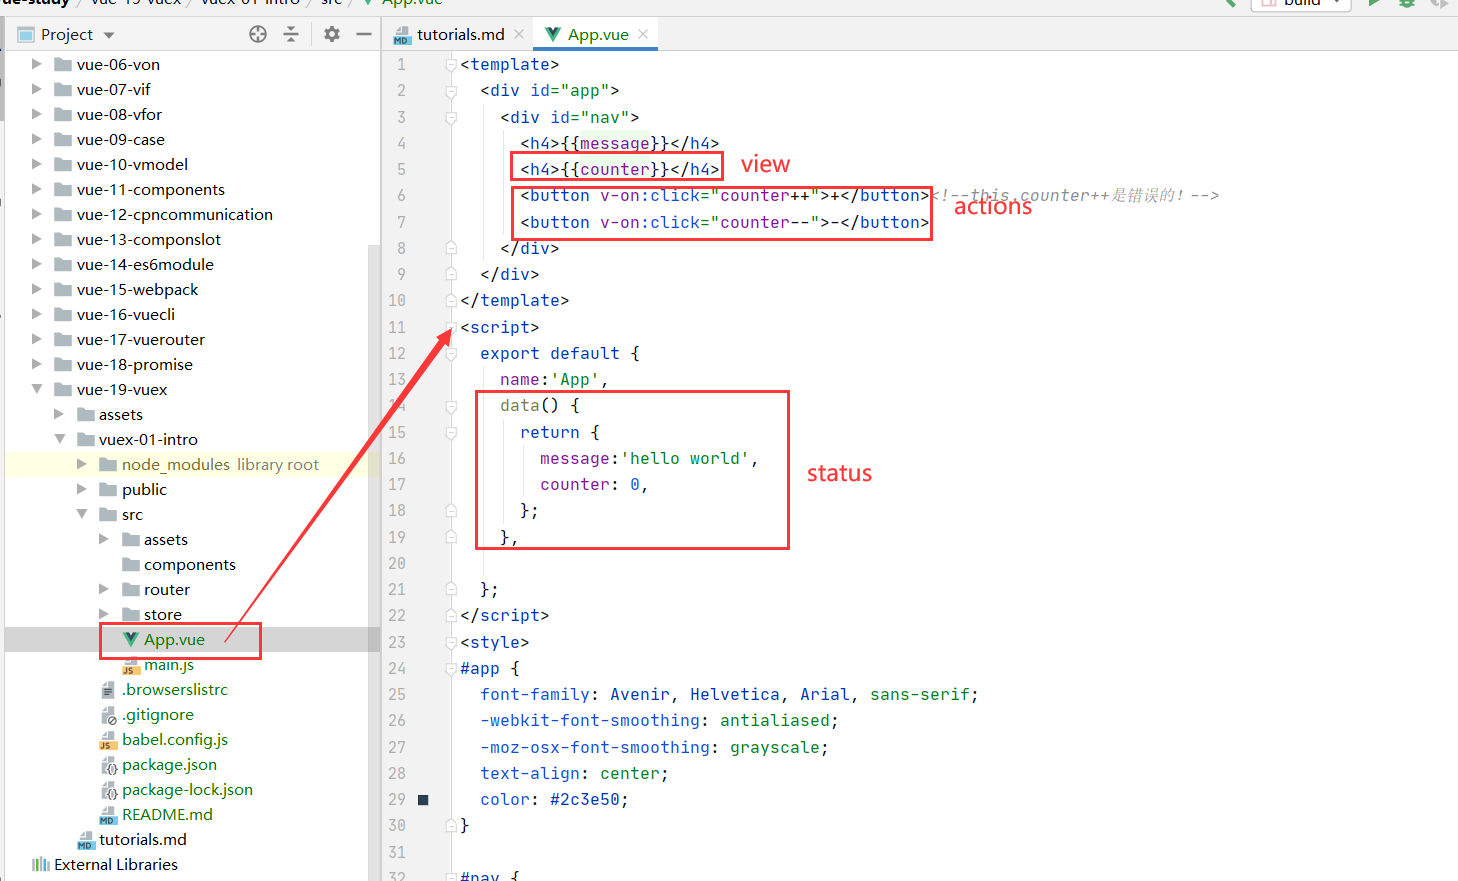 vue-study / vue-19-vuex / vuex-01-intro / src / App.vue
build
Project
tutorials.md
App.vue
vue-06-von
vue-07-vif
vue-08-vfor
vue-09-case
vue-10-vmodel
vue-11-components
vue-12-cpncommunication
vue-13-componslot
vue-14-es6module
vue-15-webpack
vue-16-vuecli
vue-17-vuerouter
vue-18-promise
vue-19-vuex
assets
vuex-01-intro
node_modules library root
public
src
assets
components
router
store
App.vue
main.js
.browserslistrc
.gitignore
babel.config.js
package.json
package-lock.json
README.md
tutorials.md
External Libraries
1 <template>
2 <div id="app">
3 <div id="nav">
4 <h4>{{message}}</h4>
5 <h4>{{counter}}</h4> view
6 <button v-on:click="counter++">+</button><!--this.counter++是错误的!-->
actions
7 <button v-on:click="counter--">-</button>
8 </div>
9 </div>
10 </template>
11 <script>
12 export default {
13 name:'App',
14 data() {
15 return {
16 message:'hello world',
status
17 counter: 0,
18 };
19 },
20
21 };
22 </script>
23 <style>
24 #app {
25 font-family: Avenir, Helvetica, Arial, sans-serif;
26 -webkit-font-smoothing: antialiased;
27 -moz-osx-font-smoothing: grayscale;
28 text-align: center;
29 color: #2c3e50;
30 }
31
32 #nav {